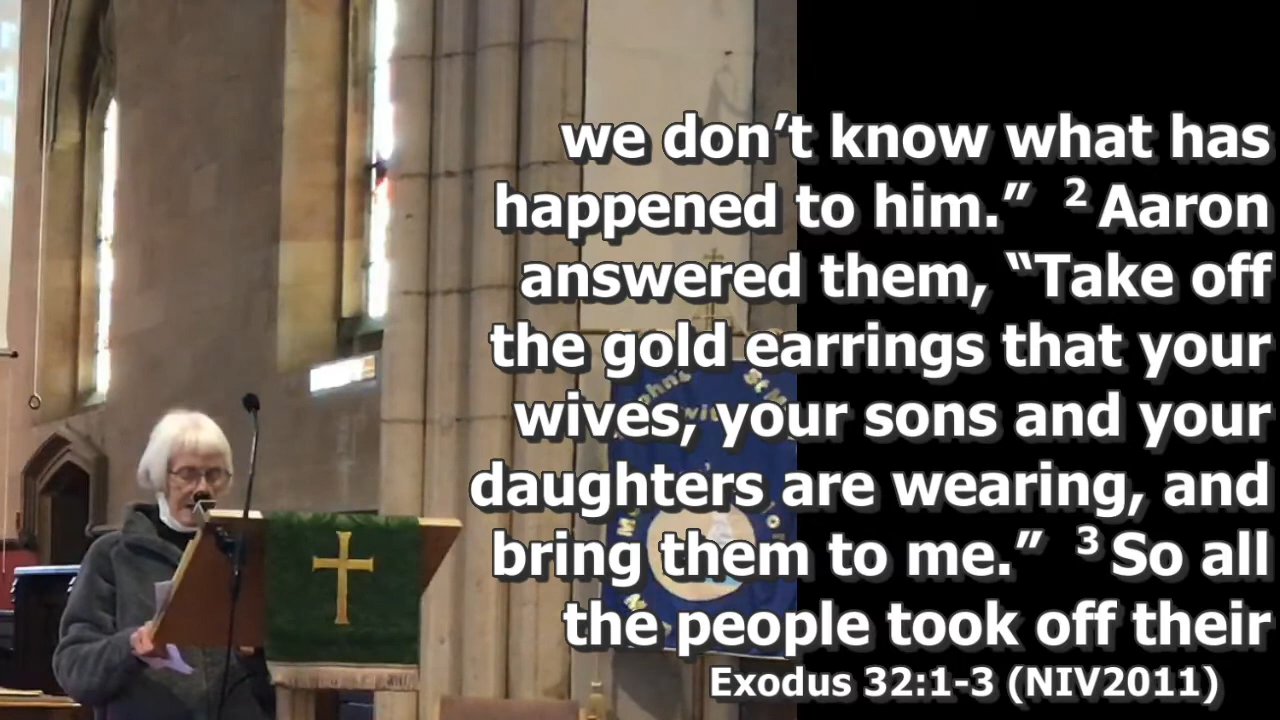 we don’t know what has
happened to him.” ² Aaron
answered them, “Take off
the gold earrings that your
wives, your sons and your
daughters are wearing, and
bring them to me.” ³ So all
the people took off their
Exodus 32:1-3 (NIV2011)